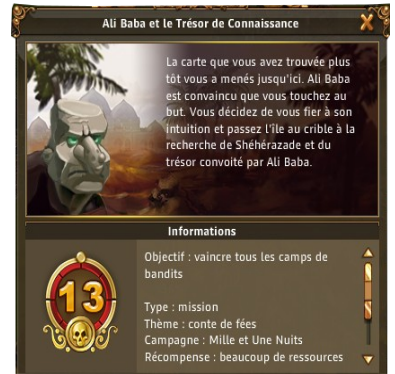 Ali Baba et le Trésor de Connaissance
La carte que vous avez trouvée plus
tôt vous a menés jusqu'ici. Ali Baba
est convaincu que vous touchez au
but. Vous décidez de vous fier à son
intuition et passez l'île au crible à la
recherche de Shéhérazade et du
trésor convoité par Ali Baba.
Informations
13
Objectif : vaincre tous les camps de
bandits
Type : mission
Thème : conte de fées
Campagne : Mille et Une Nuits
Récompense : beaucoup de ressources